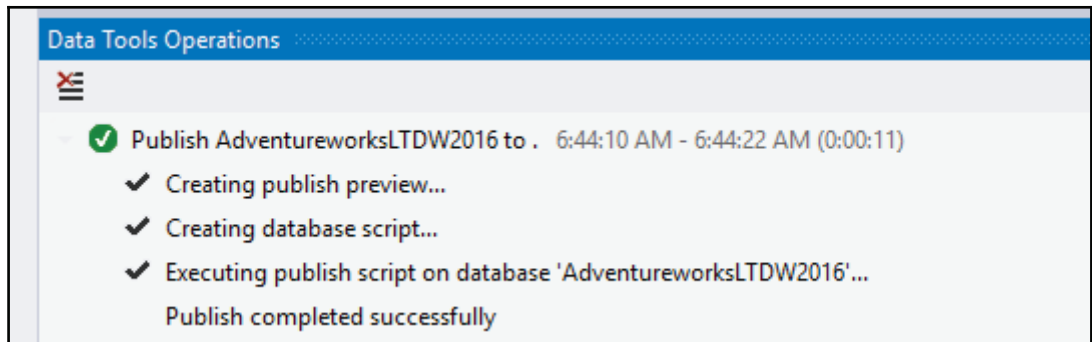 Data Tools Operations
Publish AdventureworksLTDW2016 to . 6:44:10 AM - 6:44:22 AM (0:00:11)
Creating publish preview...
Creating database script...
Executing publish script on database 'AdventureworksLTDW2016'...
Publish completed successfully